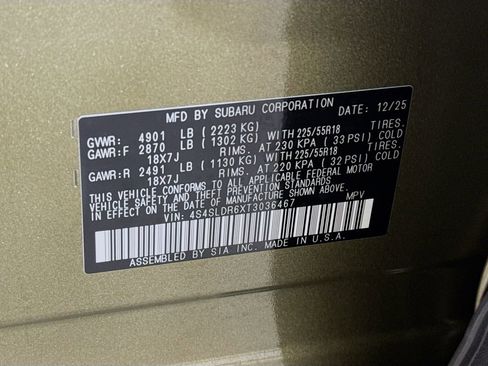 MFD BY SUBARU CORPORATION DATE: 12/25
GVWR: 4901 LB ( 2223 KG)
GAWR:F 2870 LB ( 1302 KG) WITH 225/55R18 TIRES.
18X7J RIMS. AT 230 KPA ( 33 PSI) COLD
GAWR:R 2491 LB ( 1130 KG) WITH 225/55R18 TIRES.
18X7J RIMS. AT 220 KPA ( 32 PSI) COLD
THIS VEHICLE CONFORMS TO ALL APPLICABLE FEDERAL MOTOR
VEHICLE SAFETY AND THEFT PREVENTION STANDARDS IN EFFECT
ON THE DATE OF MANUFACTURE SHOWN ABOVE.
VIN: 4S4SLDR6XT3036467 MPV
ASSEMBLED BY SIA INC. MADE IN U.S.A.